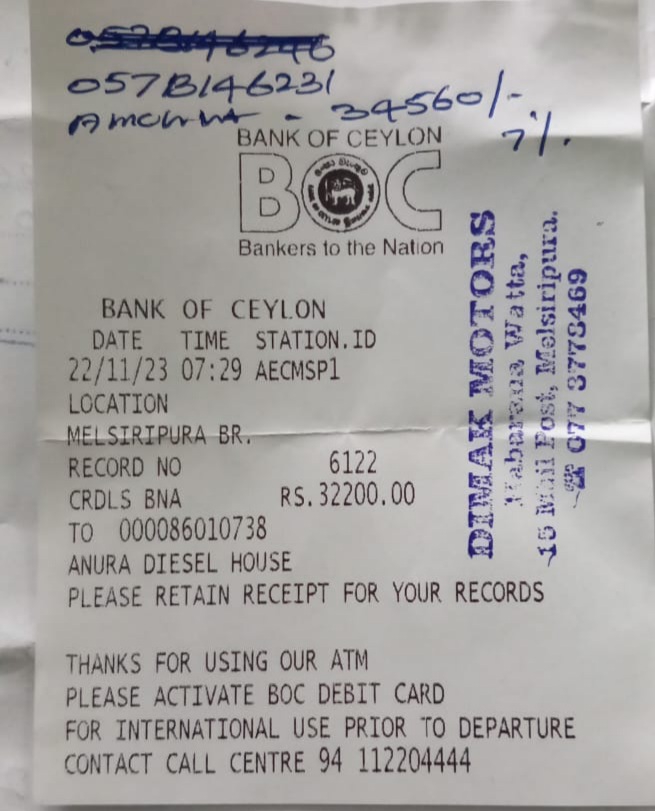 057B146231
Amount - 34560/-
7%.
BANK OF CEYLON
BOC
Bankers to the Nation
BANK OF CEYLON
DATE TIME STATION.ID
22/11/23 07:29 AECMSP1
LOCATION
MELSIRIPURA BR.
RECORD NO 6122
CRDLS BNA RS.32200.00
TO 000086010738
ANURA DIESEL HOUSE
PLEASE RETAIN RECEIPT FOR YOUR RECORDS
THANKS FOR USING OUR ATM
PLEASE ACTIVATE BOC DEBIT CARD
FOR INTERNATIONAL USE PRIOR TO DEPARTURE
CONTACT CALL CENTRE 94 112204444
DIMAK MOTORS
Watta,
15 Mail Post, Melsiripura.
077 3773469